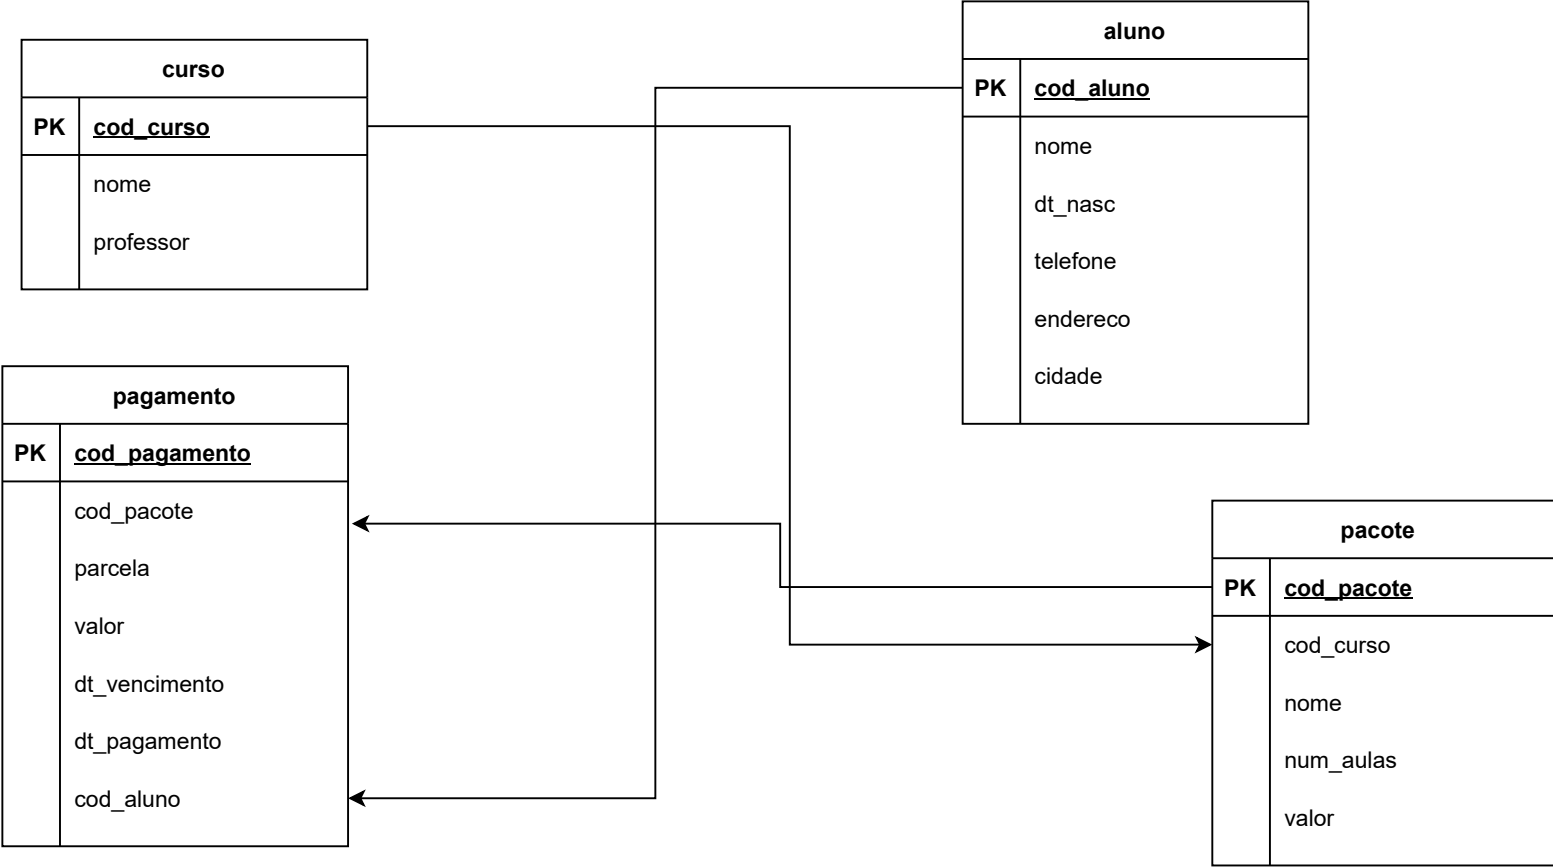 curso
PK cod_curso
nome
professor
aluno
PK cod_aluno
nome
dt_nasc
telefone
endereco
cidade
pagamento
PK cod_pagamento
cod_pacote
parcela
valor
dt_vencimento
dt_pagamento
cod_aluno
pacote
PK cod_pacote
cod_curso
nome
num_aulas
valor